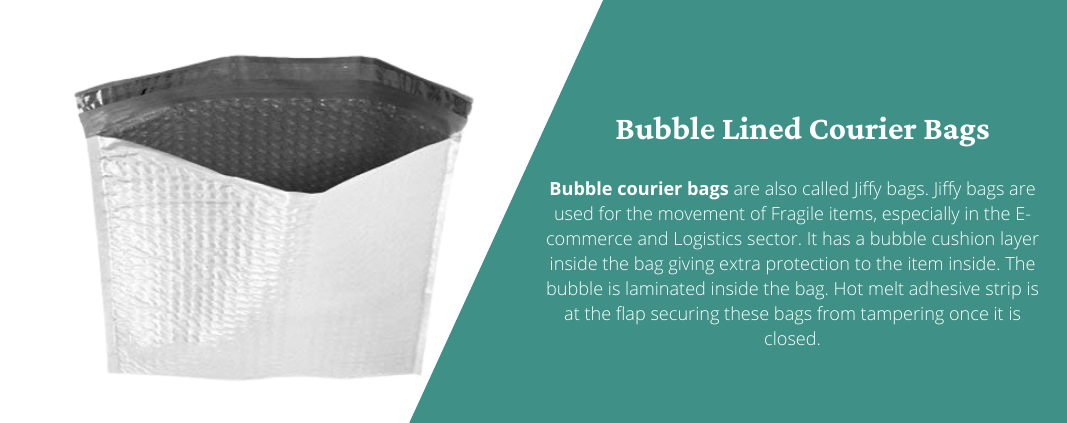 Bubble Lined Courier Bags
Bubble courier bags are also called Jiffy bags. Jiffy bags are
used for the movement of Fragile items, especially in the E-
commerce and Logistics sector. It has a bubble cushion layer
inside the bag giving extra protection to the item inside. The
bubble is laminated inside the bag. Hot melt adhesive strip is
at the flap securing these bags from tampering once it is
closed.